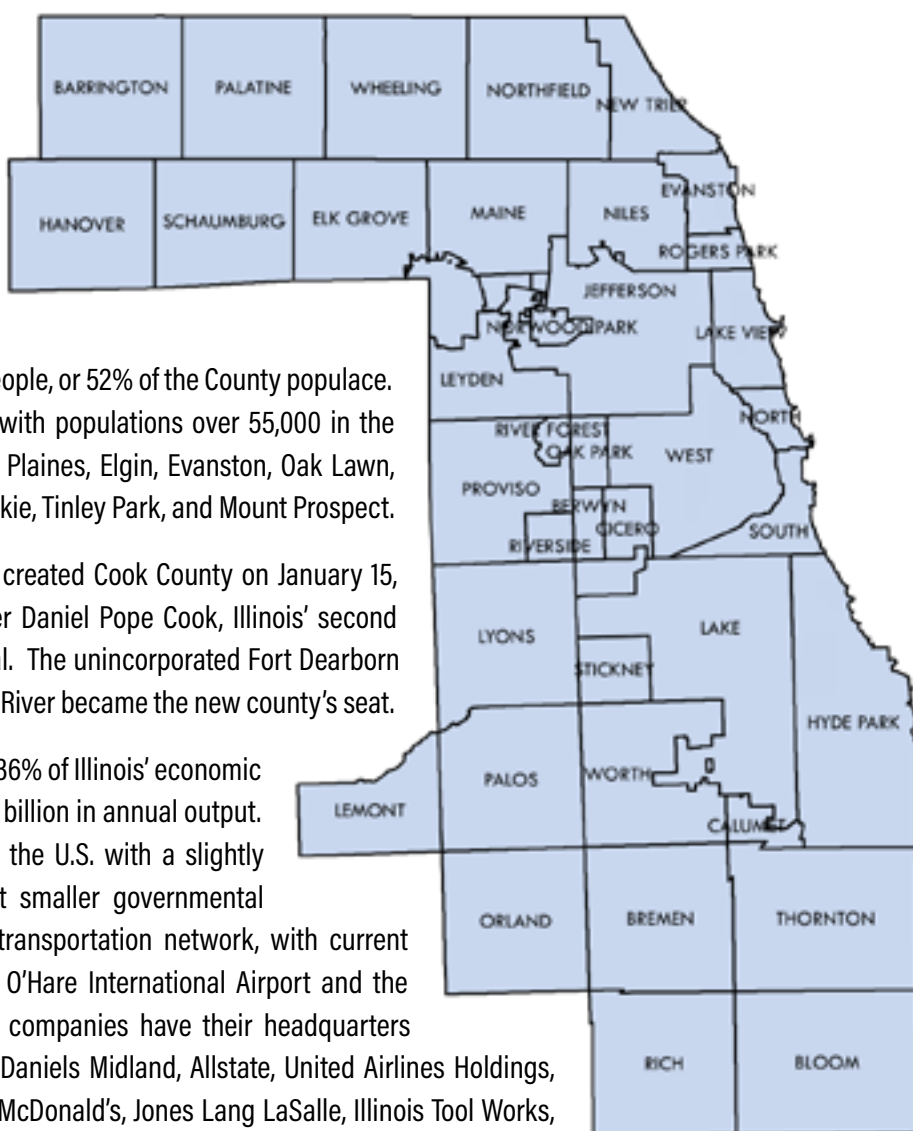 BARRINGTON PALATINE WHEELING NORTHFIELD NEW TRIER
HANOVER SCHAUMBURG ELK GROVE MAINE NILES EVANSTON
ROGERS PARK
JEFFERSON
NORWOOD PARK LAKE VIEW
LEYDEN
RIVER FOREST NORTH
OAK PARK WEST
PROVISO
BERWYN
CICERO
RIVERSIDE SOUTH
LYONS LAKE
STICKNEY
HYDE PARK
PALOS WORTH
LEMONT
CALUMET
ORLAND BREMEN THORNTON
RICH BLOOM
eople, or 52% of the County populace.
with populations over 55,000 in the
Plaines, Elgin, Evanston, Oak Lawn,
kie, Tinley Park, and Mount Prospect.
created Cook County on January 15,
er Daniel Pope Cook, Illinois’ second
l. The unincorporated Fort Dearborn
River became the new county’s seat.
36% of Illinois’ economic
billion in annual output.
the U.S. with a slightly
t smaller governmental
transportation network, with current
O’Hare International Airport and the
companies have their headquarters
Daniels Midland, Allstate, United Airlines Holdings,
McDonald’s, Jones Lang LaSalle, Illinois Tool Works,